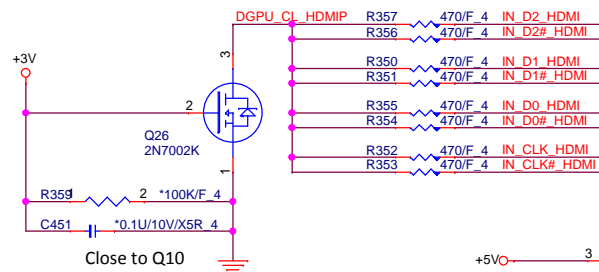 DGPU_CL_HDMIP
R357 470/F_4 IN_D2_HDMI
R356 470/F_4 IN_D2#_HDMI
R350 470/F_4 IN_D1_HDMI
R351 470/F_4 IN_D1#_HDMI
R355 470/F_4 IN_D0_HDMI
R354 470/F_4 IN_D0#_HDMI
R352 470/F_4 IN_CLK_HDMI
R353 470/F_4 IN_CLK#_HDMI
+3V
3
2
Q26
2N7002K
1
R359 1 2 *100K/F_4
C451 *0.1U/10V/X5R_4
Close to Q10
+5V 3